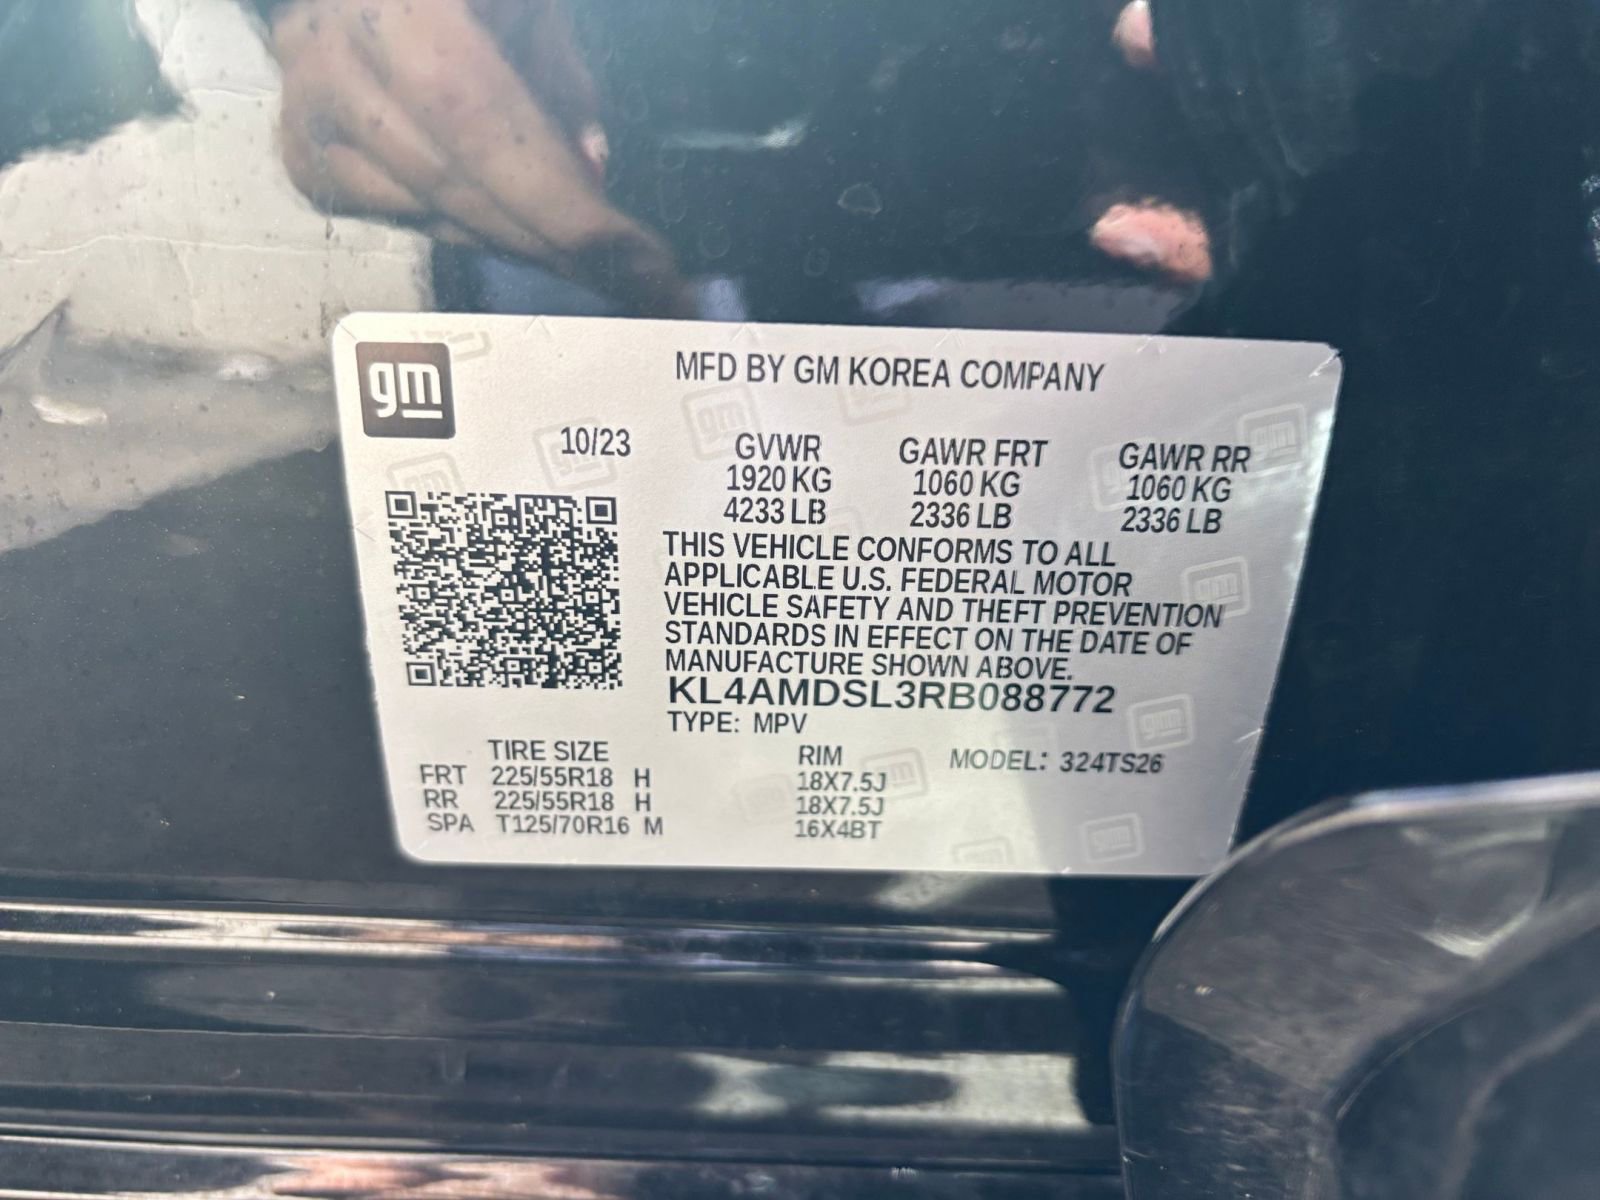 gm
MFD BY GM KOREA COMPANY
10/23 GVWR GAWR FRT GAWR RR
1920 KG 1060 KG 1060 KG
4233 LB 2336 LB 2336 LB
THIS VEHICLE CONFORMS TO ALL
APPLICABLE U.S. FEDERAL MOTOR
VEHICLE SAFETY AND THEFT PREVENTION
STANDARDS IN EFFECT ON THE DATE OF
MANUFACTURE SHOWN ABOVE.
KL4AMDSL3RB088772
TYPE: MPV
TIRE SIZE RIM MODEL: 324TS26
FRT 225/55R18 H 18X7.5J
RR 225/55R18 H 18X7.5J
SPA T125/70R16 M 16X4BT